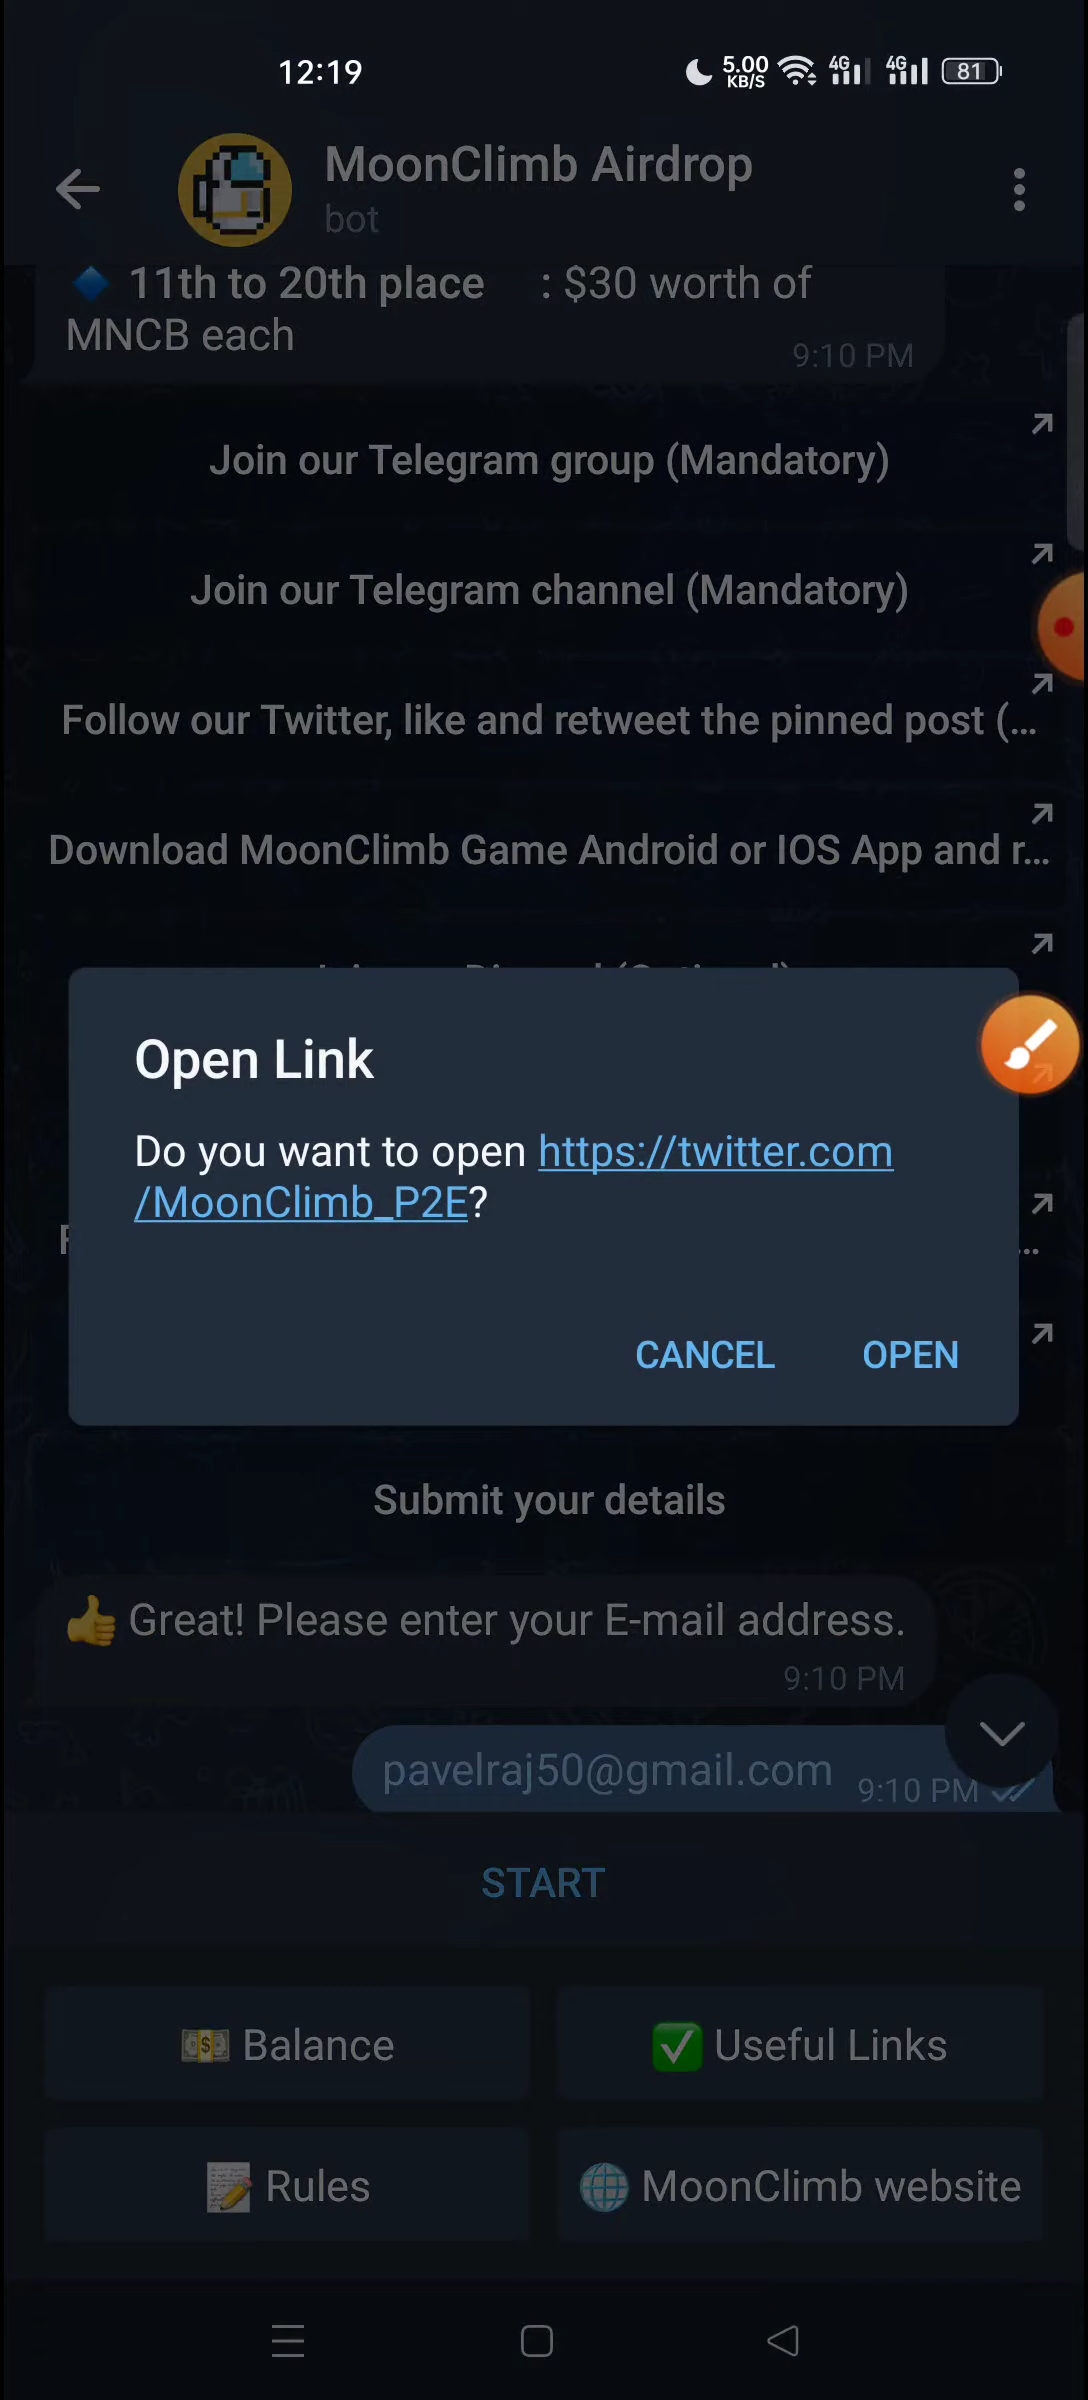 12:19
5.00
KB/S
4G
4G
81
MoonClimb Airdrop
bot
11th to 20th place : $30 worth of
MNCB each
9:10 PM
Join our Telegram group (Mandatory)
Join our Telegram channel (Mandatory)
Follow our Twitter, like and retweet the pinned post (...
Download MoonClimb Game Android or IOS App and r...
Open Link
Do you want to open https://twitter.com
/MoonClimb_P2E?
CANCEL OPEN
Submit your details
👍 Great! Please enter your E-mail address.
9:10 PM
pavelraj50@gmail.com
9:10 PM
START
Balance
Useful Links
Rules
MoonClimb website